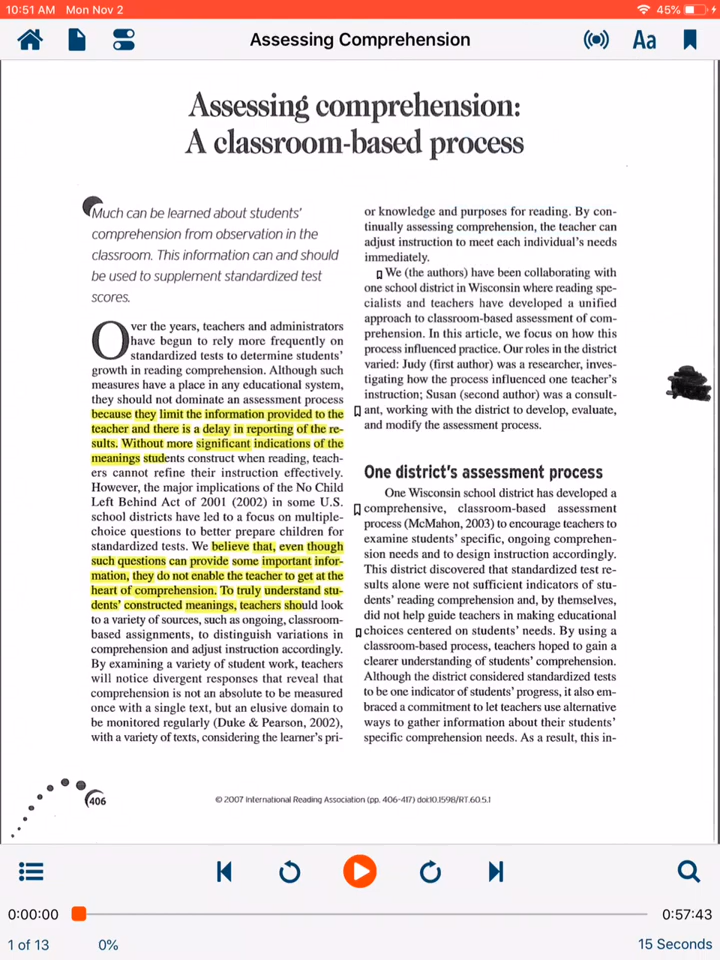 10:51 AM Mon Nov 2
45%
Assessing Comprehension
Aa
Assessing comprehension:
A classroom-based process
Much can be learned about students'
comprehension from observation in the
classroom. This information can and should
be used to supplement standardized test
scores.
Over the years, teachers and administrators
have begun to rely more frequently on
standardized tests to determine students'
growth in reading comprehension. Although such
measures have a place in any educational system,
they should not dominate an assessment process
because they limit the information provided to the
teacher and there is a delay in reporting of the re-
sults. Without more significant indications of the
meanings students construct when reading, teach-
ers cannot refine their instruction effectively.
However, the major implications of the No Child
Left Behind Act of 2001 (2002) in some U.S.
school districts have led to a focus on multiple-
choice questions to better prepare children for
standardized tests. We believe that, even though
such questions can provide some important infor-
mation, they do not enable the teacher to get at the
heart of comprehension. To truly understand stu-
dents' constructed meanings, teachers should look
to a variety of sources, such as ongoing, classroom-
based assignments, to distinguish variations in
comprehension and adjust instruction accordingly.
By examining a variety of student work, teachers
will notice divergent responses that reveal that
comprehension is not an absolute to be measured
once with a single text, but an elusive domain to
be monitored regularly (Duke & Pearson, 2002),
with a variety of texts, considering the learner's pri-
or knowledge and purposes for reading. By con-
tinually assessing comprehension, the teacher can
adjust instruction to meet each individual's needs
immediately.
We (the authors) have been collaborating with
one school district in Wisconsin where reading spe-
cialists and teachers have developed a unified
approach to classroom-based assessment of com-
prehension. In this article, we focus on how this
process influenced practice. Our roles in the district
varied: Judy (first author) was a researcher, inves-
tigating how the process influenced one teacher's
instruction; Susan (second author) was a consult-
ant, working with the district to develop, evaluate,
and modify the assessment process.
One district's assessment process
One Wisconsin school district has developed a
comprehensive, classroom-based assessment
process (McMahon, 2003) to encourage teachers to
examine students' specific, ongoing comprehen-
sion needs and to design instruction accordingly.
This district discovered that standardized test re-
sults alone were not sufficient indicators of stu-
dents' reading comprehension and, by themselves,
did not help guide teachers in making educational
choices centered on students' needs. By using a
classroom-based process, teachers hoped to gain a
clearer understanding of students' comprehension.
Although the district considered standardized tests
to be one indicator of students' progress, it also em-
braced a commitment to let teachers use alternative
ways to gather information about their students'
specific comprehension needs. As a result, this in-
406
© 2007 International Reading Association (pp. 406-417) doi:10.1598/RT.60.5.1
0:00:00
0:57:43
1 of 13
0%
15 Seconds